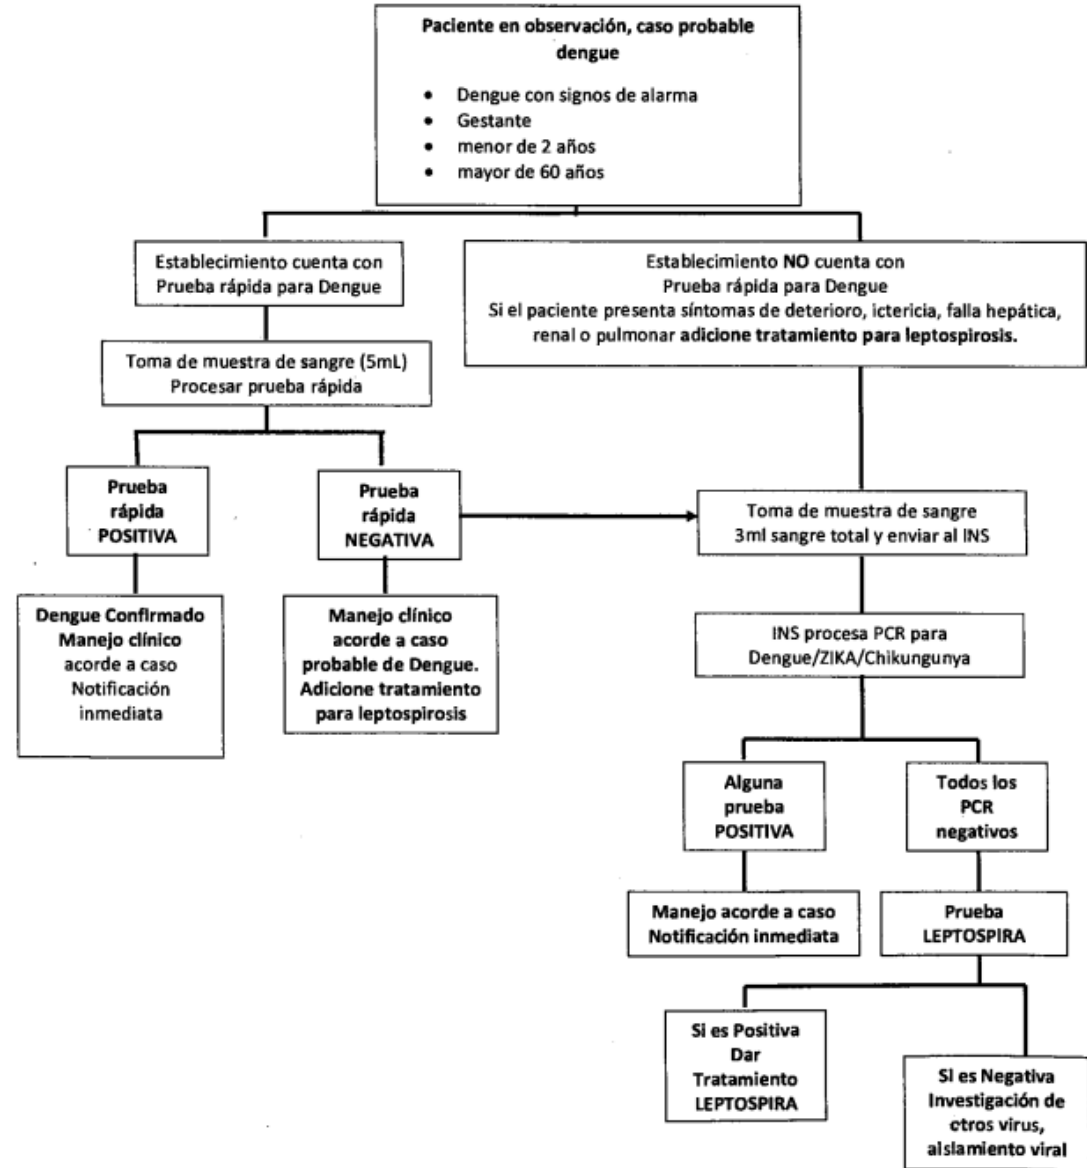 Paciente en observación, caso probable
dengue
• Dengue con signos de alarma
• Gestante
• menor de 2 años
• mayor de 60 años
Establecimiento cuenta con
Prueba rápida para Dengue
Establecimiento NO cuenta con
Prueba rápida para Dengue
Si el paciente presenta síntomas de deterioro, ictericia, falla hepática,
renal o pulmonar adicione tratamiento para leptospirosis.
Toma de muestra de sangre (5mL)
Procesar prueba rápida
Prueba
rápida
POSITIVA
Prueba
rápida
NEGATIVA
Toma de muestra de sangre
3ml sangre total y enviar al INS
Dengue Confirmado
Manejo clínico
acorde a caso
Notificación
inmediata
Manejo clínico
acorde a caso
probable de Dengue.
Adicione tratamiento
para leptospirosis
INS procesa PCR para
Dengue/ZIKA/Chikungunya
Alguna
prueba
POSITIVA
Todos los
PCR
negativos
Manejo acorde a caso
Notificación inmediata
Prueba
LEPTOSPIRA
Si es Positiva
Dar
Tratamiento
LEPTOSPIRA
Si es Negativa
Investigación de
otros virus,
aislamiento viral